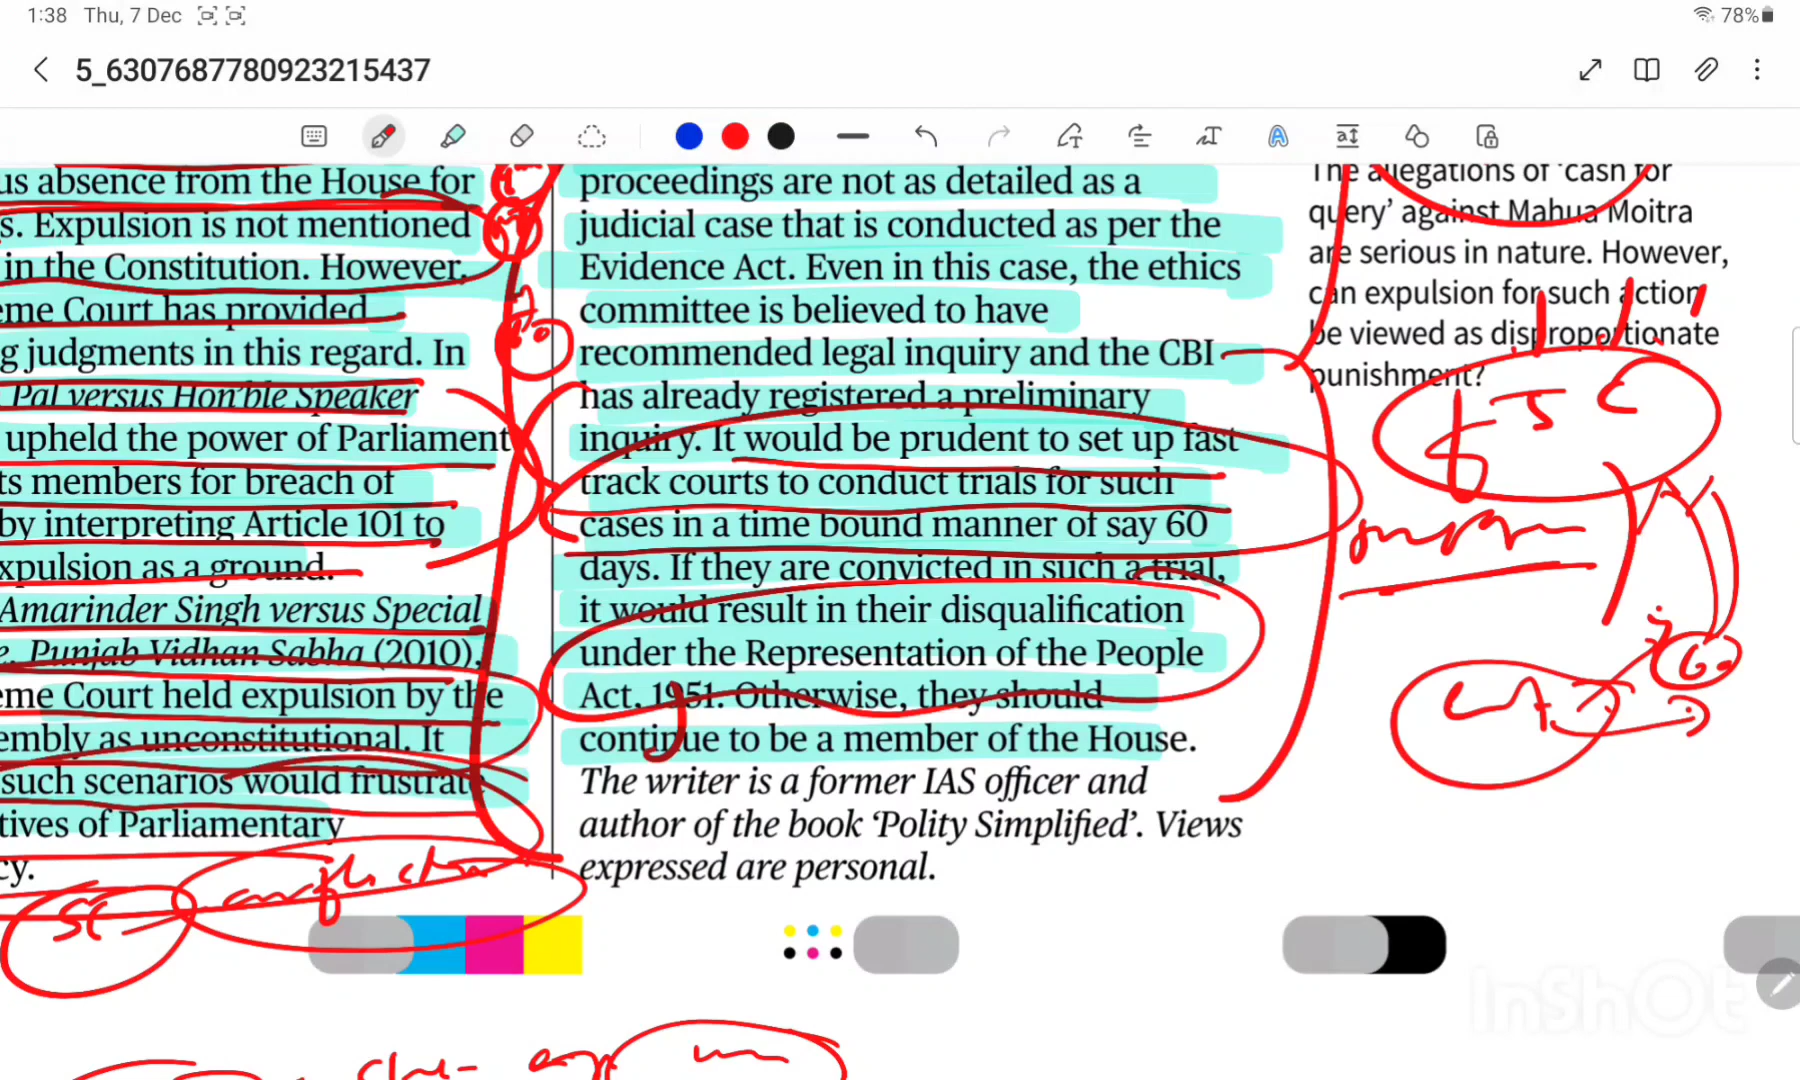 1:38 Thu, 7 Dec
78%
5_6307687780923215437
us absence from the House for
s. Expulsion is not mentioned
in the Constitution. However,
eme Court has provided
g judgments in this regard. In
Pal versus Hon'ble Speaker
upheld the power of Parliament
ts members for breach of
by interpreting Article 101 to
xpulsion as a ground.
Amarinder Singh versus Special
e, Punjab Vidhan Sabha (2010),
eme Court held expulsion by the
embly as unconstitutional. It
such scenarios would frustrate
tives of Parliamentary
cy.
SC
proceedings are not as detailed as a
judicial case that is conducted as per the
Evidence Act. Even in this case, the ethics
committee is believed to have
recommended legal inquiry and the CBI
has already registered a preliminary
inquiry. It would be prudent to set up fast
track courts to conduct trials for such
cases in a time bound manner of say 60
days. If they are convicted in such a trial,
it would result in their disqualification
under the Representation of the People
Act, 1951. Otherwise, they should
continue to be a member of the House.
The writer is a former IAS officer and
author of the book ‘Polity Simplified’. Views
expressed are personal.
The allegations of ‘cash for
query’ against Mahua Moitra
are serious in nature. However,
can expulsion for such action
be viewed as disproportionate
punishment?
FTSC
60
InShOt